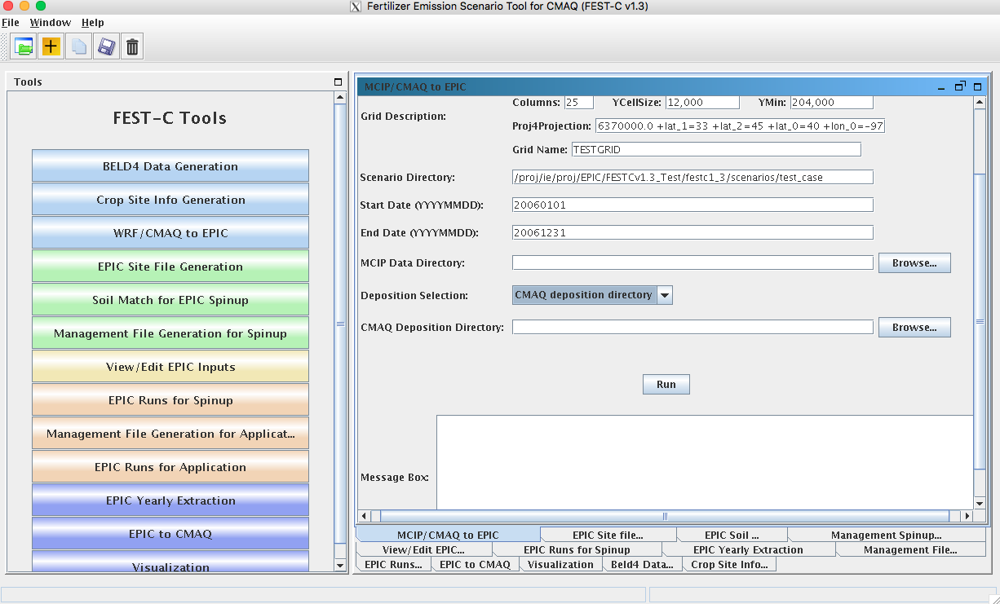 Fertilizer Emission Scenario Tool for CMAQ (FEST-C v1.3)
File Window Help
Tools
FEST-C Tools
BELD4 Data Generation
Crop Site Info Generation
WRF/CMAQ to EPIC
EPIC Site File Generation
Soil Match for EPIC Spinup
Management File Generation for Spinup
View/Edit EPIC Inputs
EPIC Runs for Spinup
Management File Generation for Applicat...
EPIC Runs for Application
EPIC Yearly Extraction
EPIC to CMAQ
Visualization
MCIP/CMAQ to EPIC
Columns: 25 YCellSize: 12,000 YMin: 204,000
Grid Description:
Proj4Projection: 6370000.0 +lat_1=33 +lat_2=45 +lat_0=40 +lon_0=-97
Grid Name: TESTGRID
Scenario Directory: /proj/ie/proj/EPIC/FESTCv1.3_Test/festc1_3/scenarios/test_case
Start Date (YYYYMMDD): 20060101
End Date (YYYYMMDD): 20061231
MCIP Data Directory: Browse...
Deposition Selection: CMAQ deposition directory
CMAQ Deposition Directory: Browse...
Run
Message Box:
MCIP/CMAQ to EPIC EPIC Site file... EPIC Soil ... Management Spinup...
View/Edit EPIC... EPIC Runs for Spinup EPIC Yearly Extraction Management File...
EPIC Runs... EPIC to CMAQ Visualization Beld4 Data... Crop Site Info...